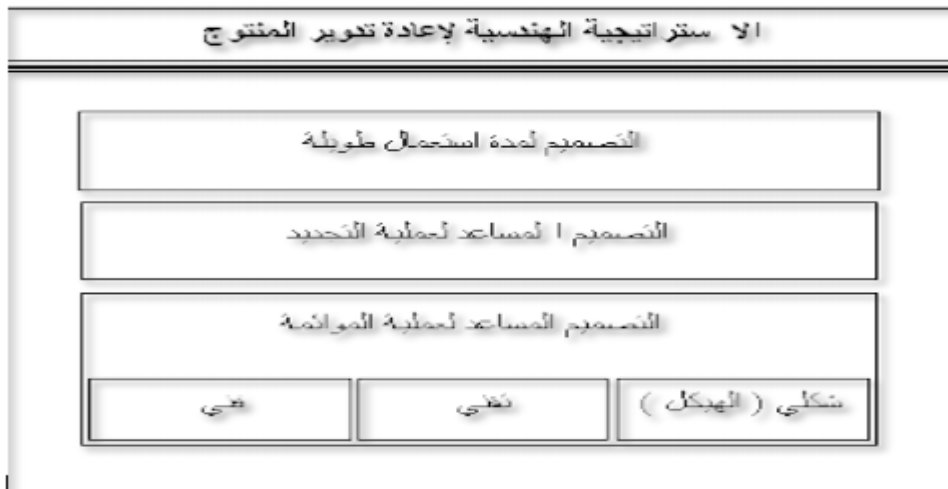 الا ستراتيجية الهندسية لإعادة تدوير المنتوج
التصميم لمدة استعمال طويلة
التصميم ا لمساعد لعملية التجديد
التصميم المساعد لعملية الموائمة
شكلي ( الهيكل )
تقني
فني